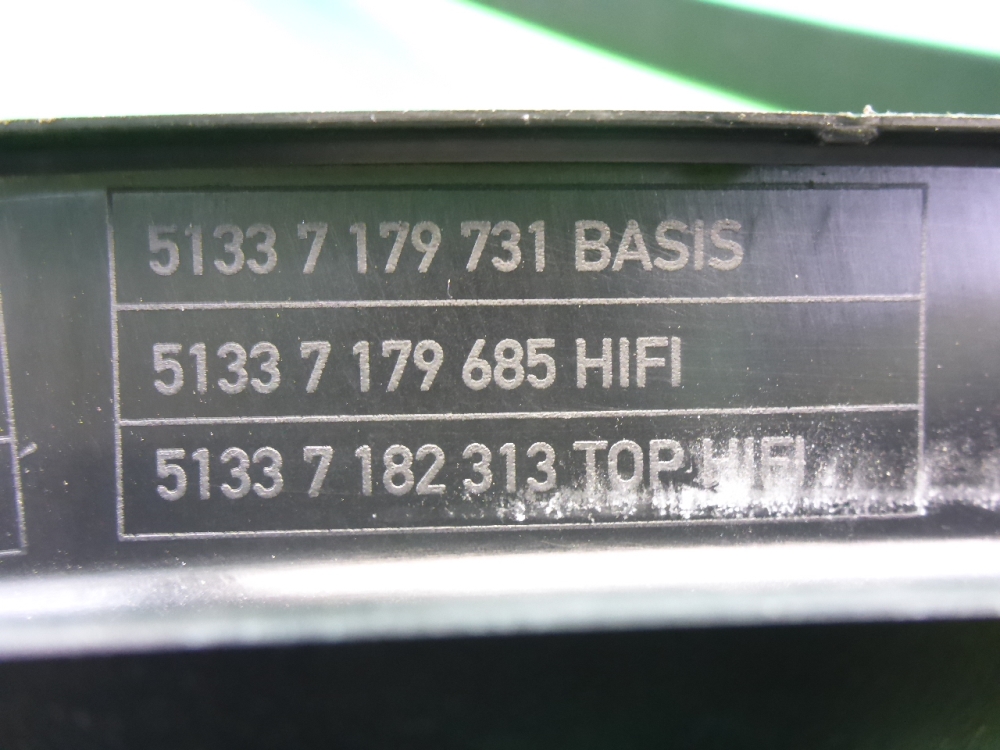 5133 7 179 731 BASIS
5133 7 179 685 HIFI
5133 7 182 313 TOP HIFI